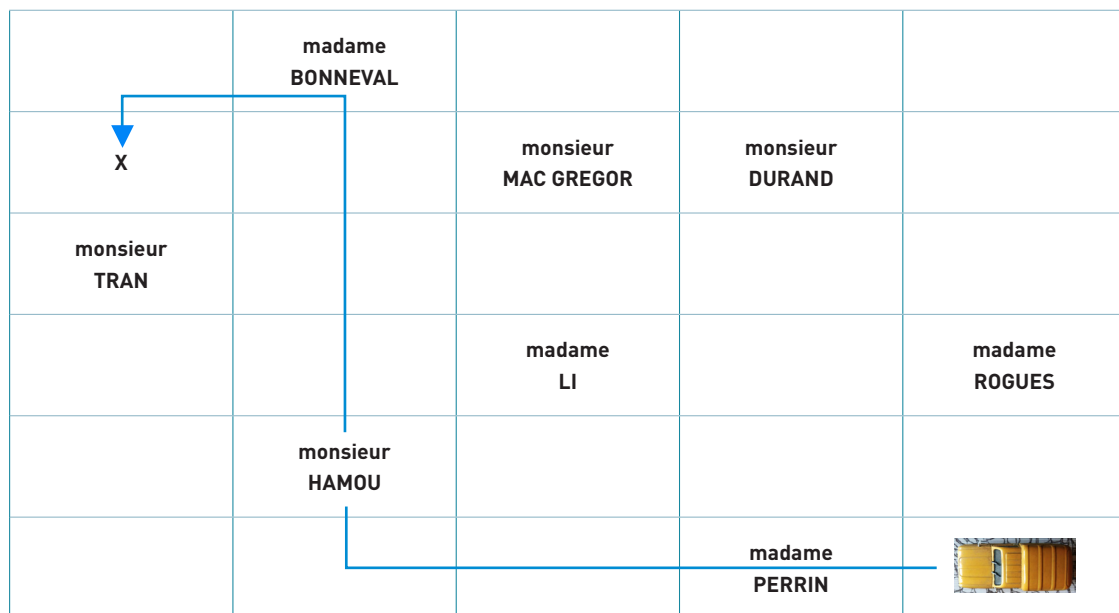 madame
BONNEVAL
X
monsieur
MAC GREGOR
monsieur
DURAND
monsieur
TRAN
madame
LI
madame
ROGUES
monsieur
HAMOU
madame
PERRIN